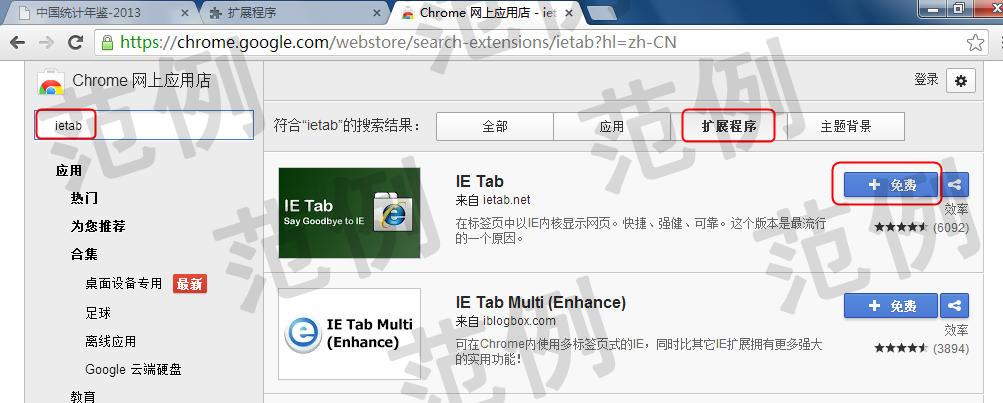 中国统计年鉴-2013
扩展程序
Chrome 网上应用店 - iet
https://chrome.google.com/webstore/search-extensions/ietab?hl=zh-CN
Chrome 网上应用店
登录
ietab
符合“ietab”的搜索结果：
全部
应用
扩展程序
主题背景
应用
热门
为您推荐
合集
桌面设备专用
最新
足球
离线应用
Google 云端硬盘
教育
IE Tab
Say Goodbye to IE
IE Tab
来自 ietab.net
在标签页中以IE内核显示网页。快捷、强健、可靠。这个版本是最流行
的一个原因。
+ 免费
效率
(6092)
IE Tab Multi
(Enhance)
IE Tab Multi (Enhance)
来自 iblogbox.com
可在Chrome内使用多标签页式的IE，同时比其它IE扩展拥有更多强大
的实用功能！
+ 免费
效率
(3894)
范例
范例
范例
范例
范例
范例